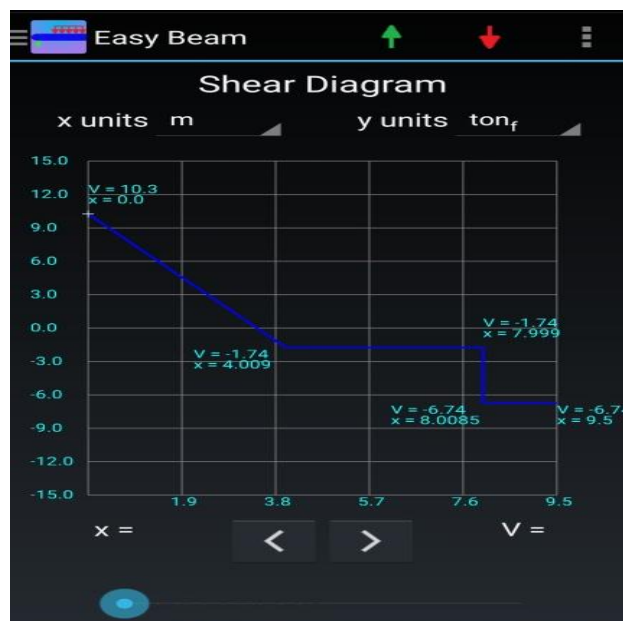 Easy Beam
Shear Diagram
x units m y units tonf
15.0
12.0
V = 10.3
x = 0.0
9.0
6.0
3.0
0.0
V = -1.74
x = 7.999
V = -1.74
x = 4.009
-3.0
-6.0
V = -6.74
x = 8.0085
V = -6.74
x = 9.5
-9.0
-12.0
-15.0
1.9 3.8 5.7 7.6 9.5
x = < > V =